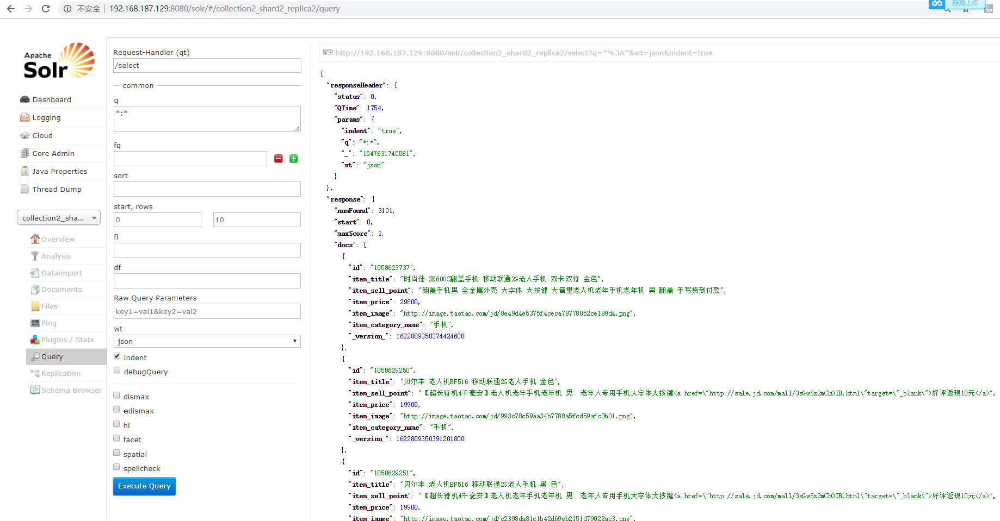 不安全 192.168.187.129:8080/solr/#/collection2_shard2_replica2/query
拖拽上传
RP
Apache
Solr
Dashboard
Logging
Cloud
Core Admin
Java Properties
Thread Dump
collection2_sha...
Overview
Analysis
Dataimport
Documents
Files
Ping
Plugins / Stats
Query
Replication
Schema Browser
Request-Handler (qt)
/select
common
q
*:*
fq
sort
start, rows
0 10
fl
df
Raw Query Parameters
key1=val1&key2=val2
wt
json
indent
debugQuery
dismax
edismax
hl
facet
spatial
spellcheck
Execute Query
http://192.168.187.129:8080/solr/collection2_shard2_replica2/select?q=*%3A*&wt=json&indent=true
{
"responseHeader": {
"status": 0,
"QTime": 1754,
"params": {
"indent": "true",
"q": "*:*",
"_": "1547631745581",
"wt": "json"
}
},
"response": {
"numFound": 3101,
"start": 0,
"maxScore": 1,
"docs": [
{
"id": "1058623737",
"item_title": "时尚佳 SK600C翻盖手机 移动联通2G老人手机 双卡双待 金色",
"item_sell_point": "翻盖手机男 全金属外壳 大字体 大按键 大音量老人机老年手机老年机 男 翻盖 手写货到付款",
"item_price": 29800,
"item_image": "http://image.taotao.com/jd/8e49d4e5375f4ceca78778052ce189d4.png",
"item_category_name": "手机",
"_version_": 1622809350374424600
},
{
"id": "1058629250",
"item_title": "贝尔丰 老人机BF516 移动联通2G老人手机 金色",
"item_sell_point": "【超长待机4千毫安】老人机老年手机老年机 男  老年人专用手机大字体大按键<a href=\"http://sale.jd.com/mall/3sGwSz2mChOIB.html\"target=\"_blank\">好评返现10元</a>",
"item_price": 19900,
"item_image": "http://image.taotao.com/jd/993c78c59aa34b7788a5fcd59afc3b01.png",
"item_category_name": "手机",
"_version_": 1622809350391201800
},
{
"id": "1058629251",
"item_title": "贝尔丰 老人机BF516 移动联通2G老人手机 黑 色",
"item_sell_point": "【超长待机4千毫安】老人机老年手机老年机 男  老年人专用手机大字体大按键<a href=\"http://sale.jd.com/mall/3sGwSz2mChOIB.html\"target=\"_blank\">好评返现10元</a>",
"item_price": 19900,
"item_image": "http://image.taotao.com/jd/c2398da81c1b42d69eb2151d79022ac3.png",